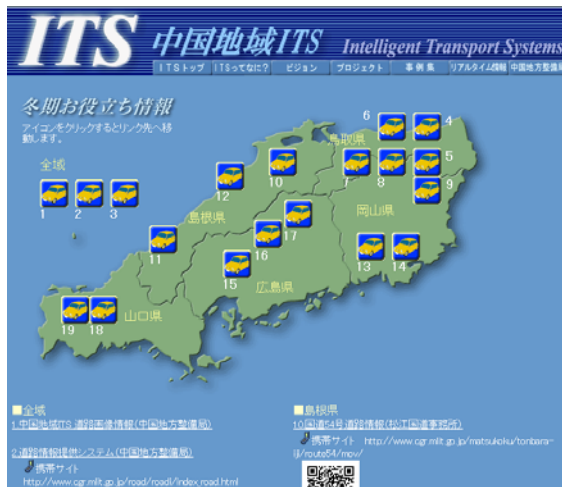 ITS 中国地域ITS Intelligent Transport Systems
ITSトップ ITSってなに? ビジョン プロジェクト 事例集 リアルタイム情報 中国地方整備局
冬期お役立ち情報
アイコンをクリックするとリンク先へ移
動します。
全域
1 2 3
6 4
鳥取県
7 8 5
9
10
12
島根県
岡山県
11
17
16
15
13 14
広島県
山口県
19 18
■全域
1.中国地域ITS 道路画像情報(中国地方整備局)
2.道路情報提供システム(中国地方整備局)
携帯サイト
http://www.cgr.mlit.go.jp/road/roadi/index_road.html
■島根県
10.国道54号道路情報(松江国道事務所)
携帯サイト http://www.cgr.mlit.go.jp/matsukoku/tonbara-
iji/route54/mov/